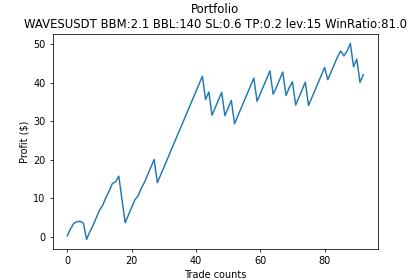 Portfolio
WAVESUSDT BBM:2.1 BBL:140 SL:0.6 TP:0.2 lev:15 WinRatio:81.0
50
40
30
20
10
0
Profit ($)
0 20 40 60 80
Trade counts